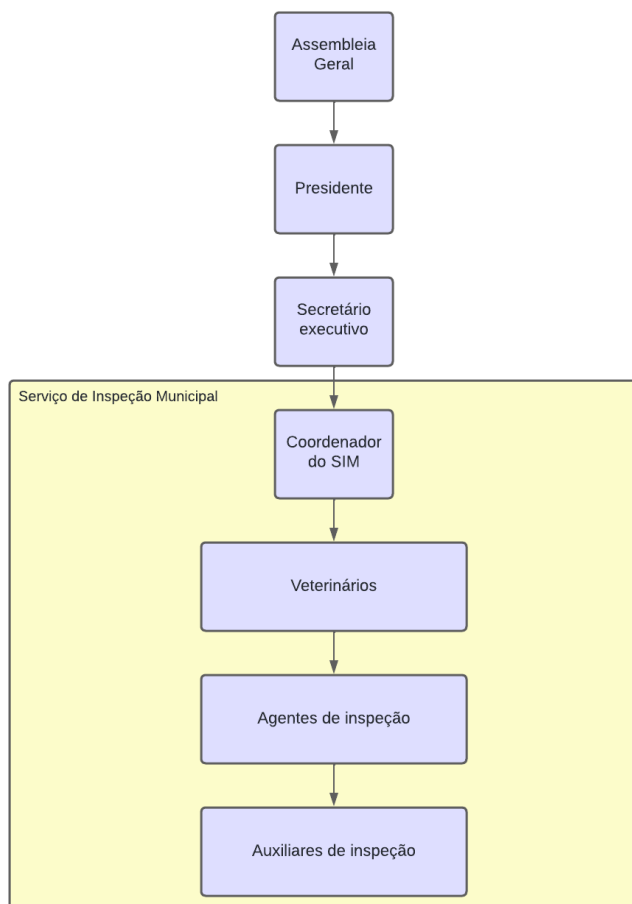 Assembleia
Geral
Presidente
Secretário
executivo
Serviço de Inspeção Municipal
Coordenador
do SIM
Veterinários
Agentes de inspeção
Auxiliares de inspeção